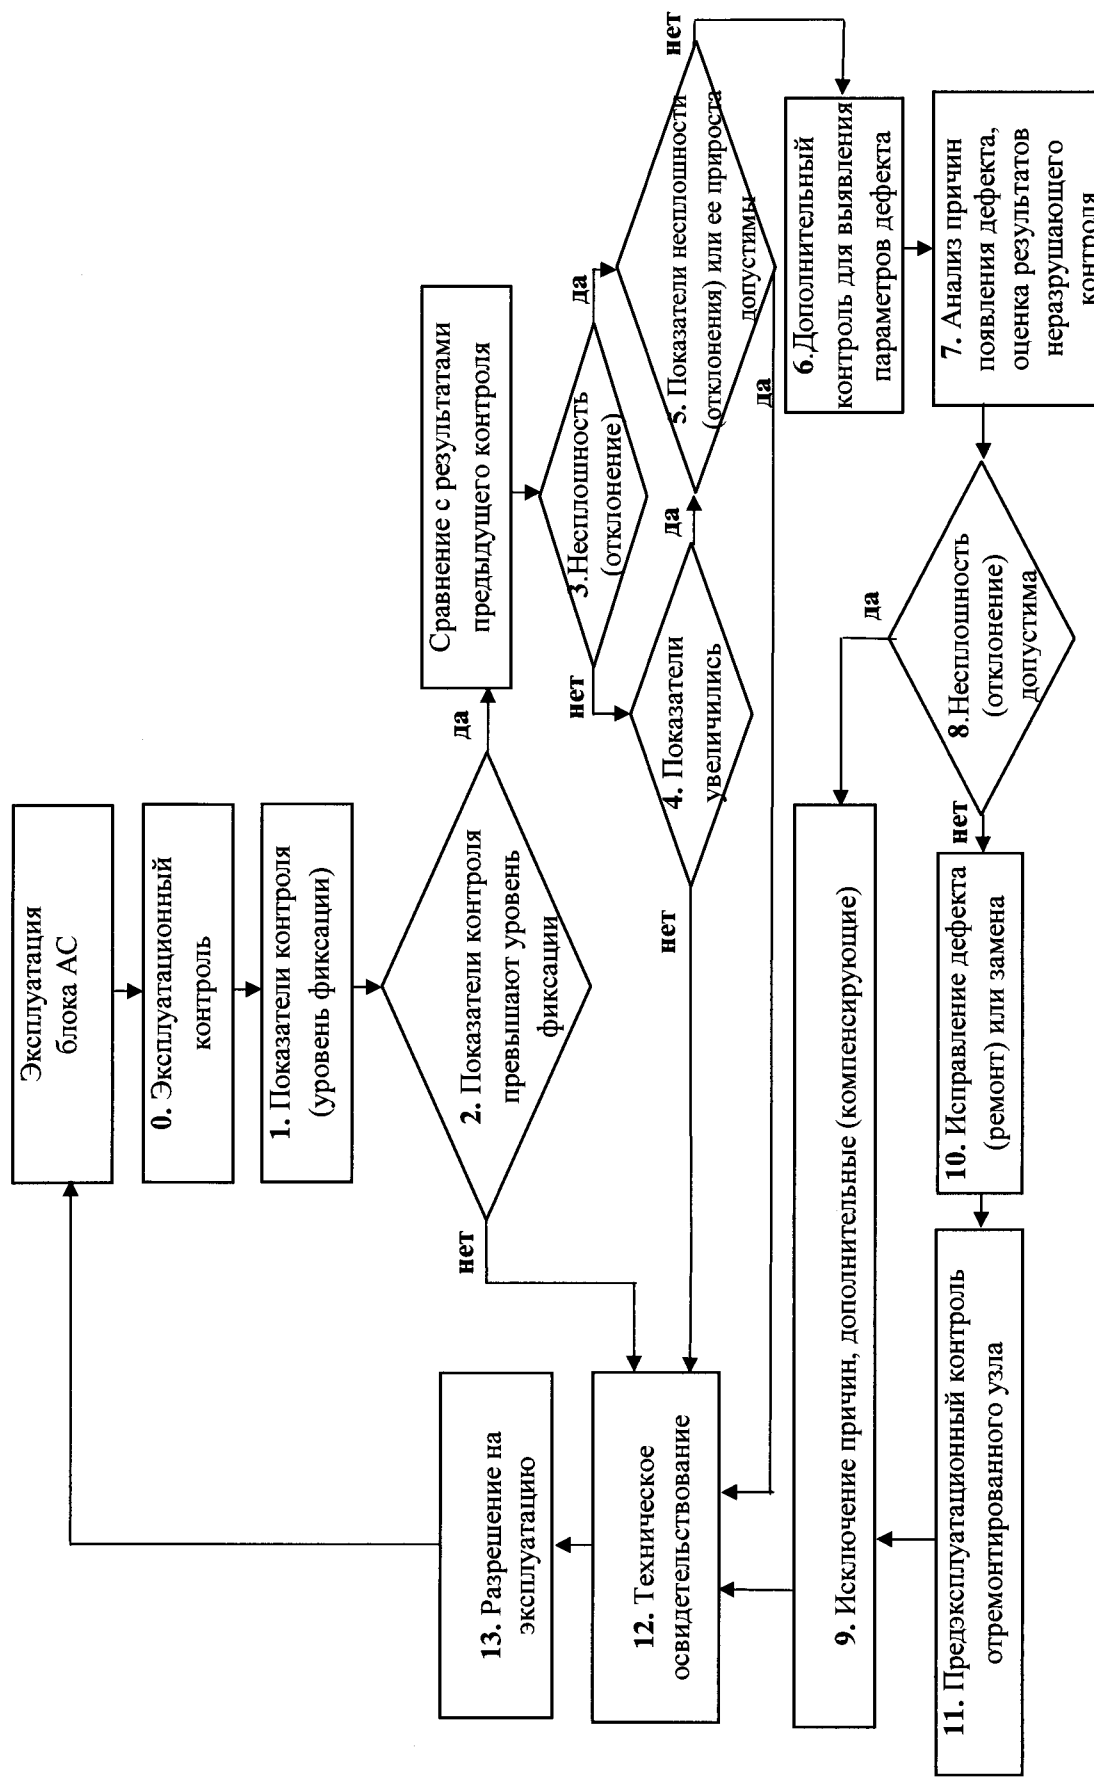 Эксплуатация
блока АС
0. Эксплуатационный
контроль
1. Показатели контроля
(уровень фиксации)
2. Показатели контроля
превышают уровень
фиксации
нет
да
Сравнение с результатами
предыдущего контроля
3.Несплошность
(отклонение)
нет
да
4. Показатели
увеличились
нет
да
5. Показатели несплошности
(отклонения) или ее прироста
допустимы
нет
да
6.Дополнительный
контроль для выявления
параметров дефекта
7. Анализ причин
появления дефекта,
оценка результатов
неразрушающего
контроля
8.Несплошность
(отклонение)
допустима
да
нет
9. Исключение причин, дополнительные (компенсирующие)
10. Исправление дефекта
(ремонт) или замена
11. Предэксплуатационный контроль
отремонтированного узла
12. Техническое
освидетельствование
13. Разрешение на
эксплуатацию